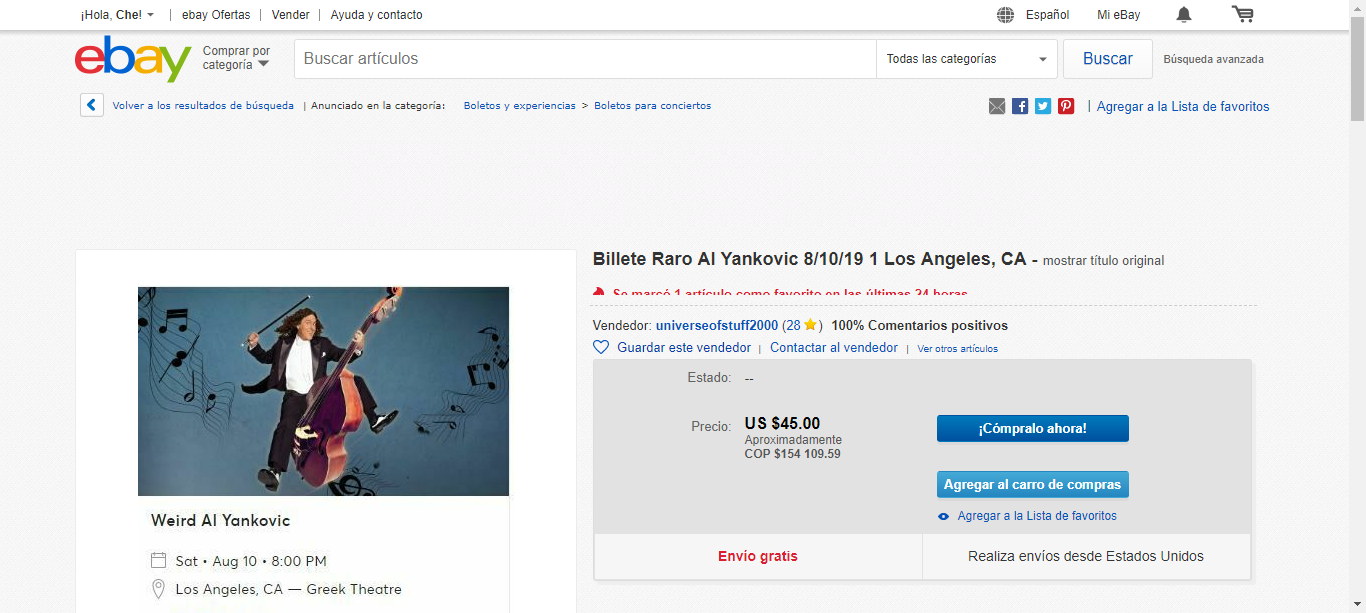 ¡Hola, Che! | ebay Ofertas | Vender | Ayuda y contacto Español Mi eBay
ebay Comprar por categoría Buscar artículos Todas las categorías Buscar Búsqueda avanzada
Volver a los resultados de búsqueda | Anunciado en la categoría: Boletos y experiencias > Boletos para conciertos | Agregar a la Lista de favoritos
Billete Raro Al Yankovic 8/10/19 1 Los Angeles, CA - mostrar título original
Se marcó 1 artículo como favorito en las últimas 24 horas
Vendedor: universeofstuff2000 (28 ) 100% Comentarios positivos
Guardar este vendedor | Contactar al vendedor | Ver otros artículos
Estado: --
Precio: US $45.00
Aproximadamente
COP $154 109.59
¡Cómpralo ahora!
Agregar al carro de compras
Agregar a la Lista de favoritos
Envío gratis
Realiza envíos desde Estados Unidos
Weird Al Yankovic
Sat • Aug 10 • 8:00 PM
Los Angeles, CA — Greek Theatre